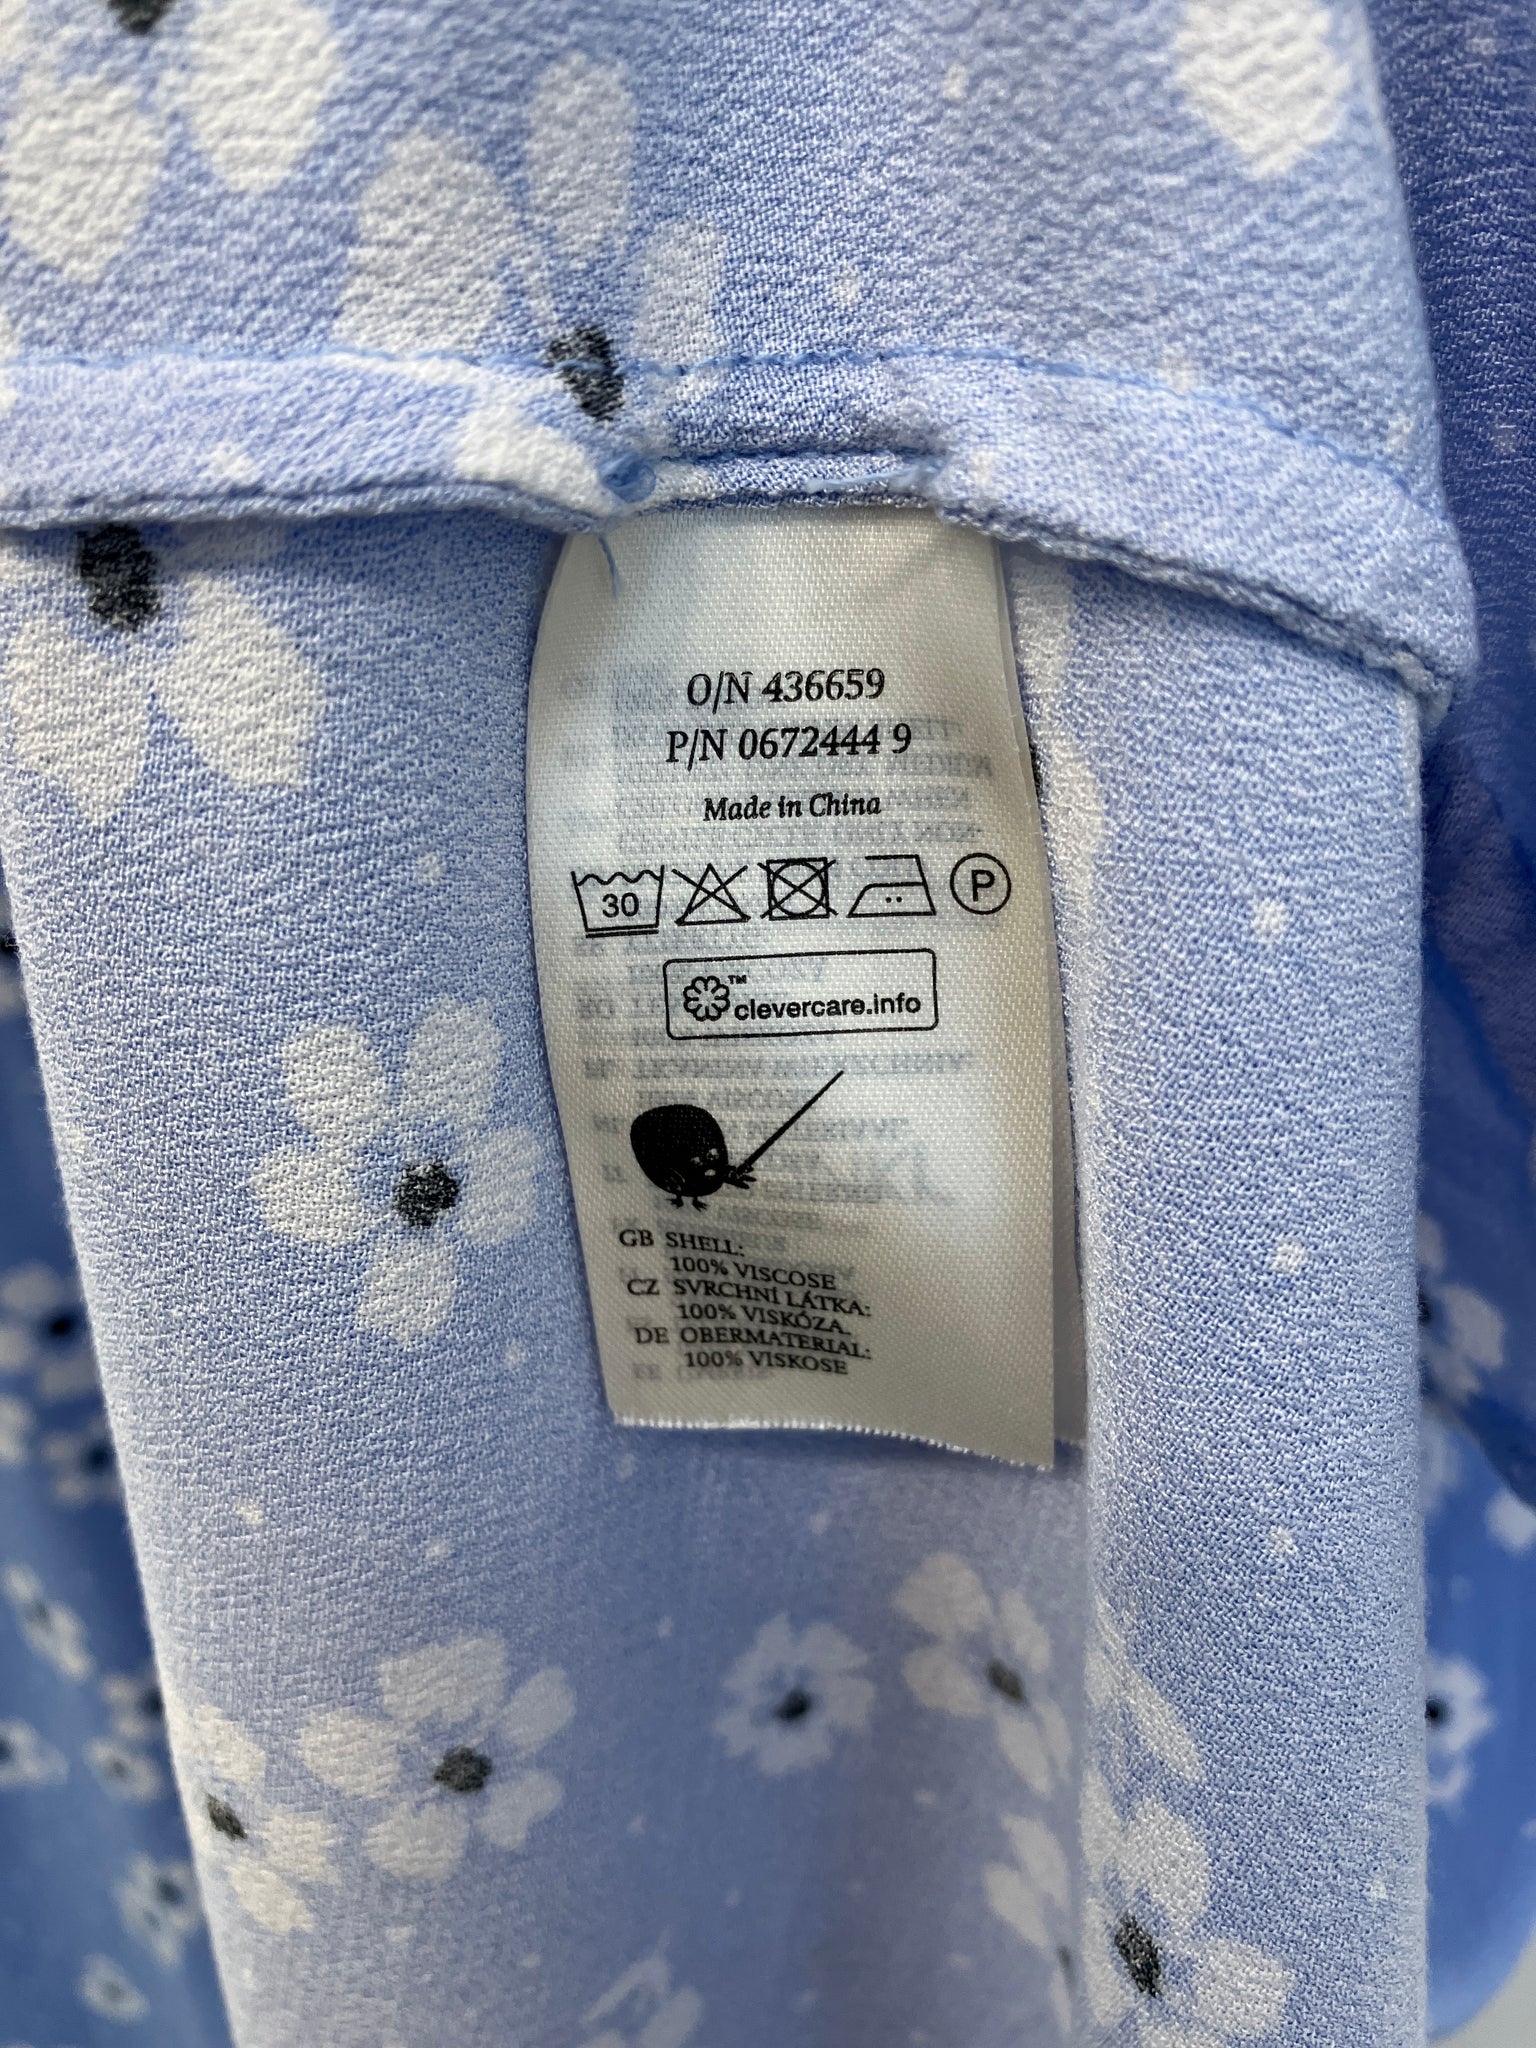 O/N 436659
P/N 0672444 9
Made in China
30 P
™
clevercare.info
GB SHELL:
100% VISCOSE
CZ SVRCHNÍ LÁTKA:
100% VISKÓZA
DE OBERMATERIAL:
100% VISKOSE